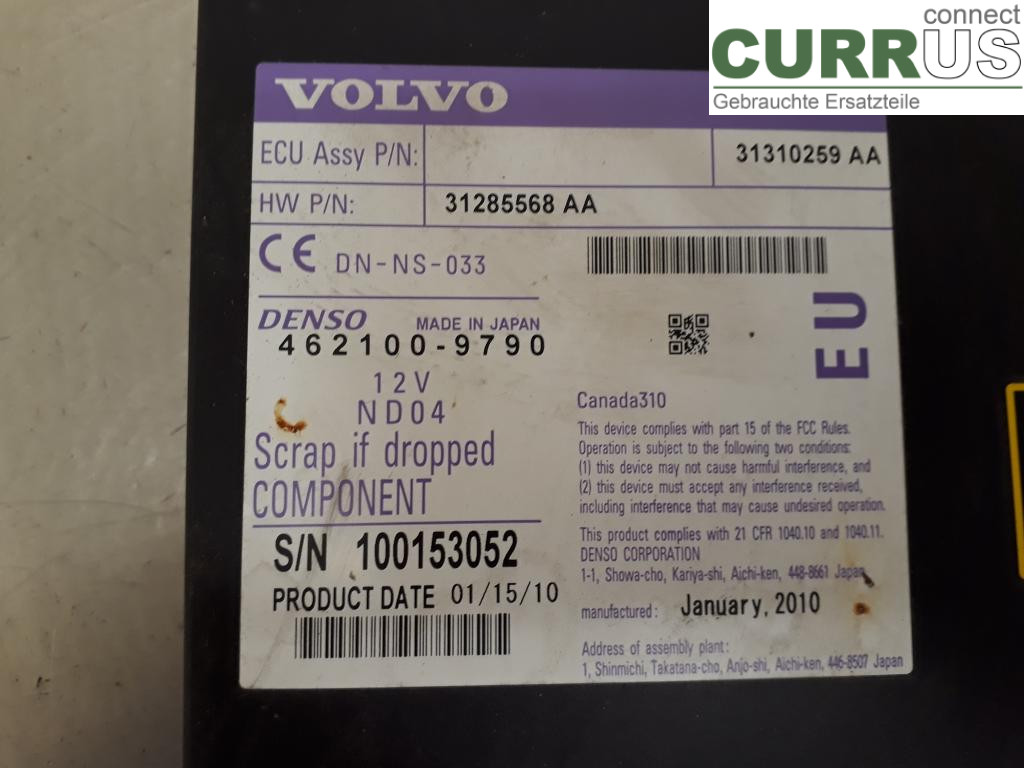 connect
CURRUS
Gebrauchte Ersatzteile
VOLVO
ECU Assy P/N: 31310259 AA
HW P/N: 31285568 AA
CE DN-NS-033
EU
DENSO MADE IN JAPAN
462100-9790
12V
ND04
Scrap if dropped
COMPONENT
S/N 100153052
PRODUCT DATE 01/15/10
Canada310
This device complies with part 15 of the FCC Rules.
Operation is subject to the following two conditions:
(1) this device may not cause harmful interference, and
(2) this device must accept any interference received,
including interference that may cause undesired operation.
This product complies with 21 CFR 1040.10 and 1040.11.
DENSO CORPORATION
1-1, Showa-cho, Kariya-shi, Aichi-ken, 448-8661 Japan
manufactured: January, 2010
Address of assembly plant:
1, Shinmichi, Takatana-cho, Anjo-shi, Aichi-ken, 446-8507 Japan